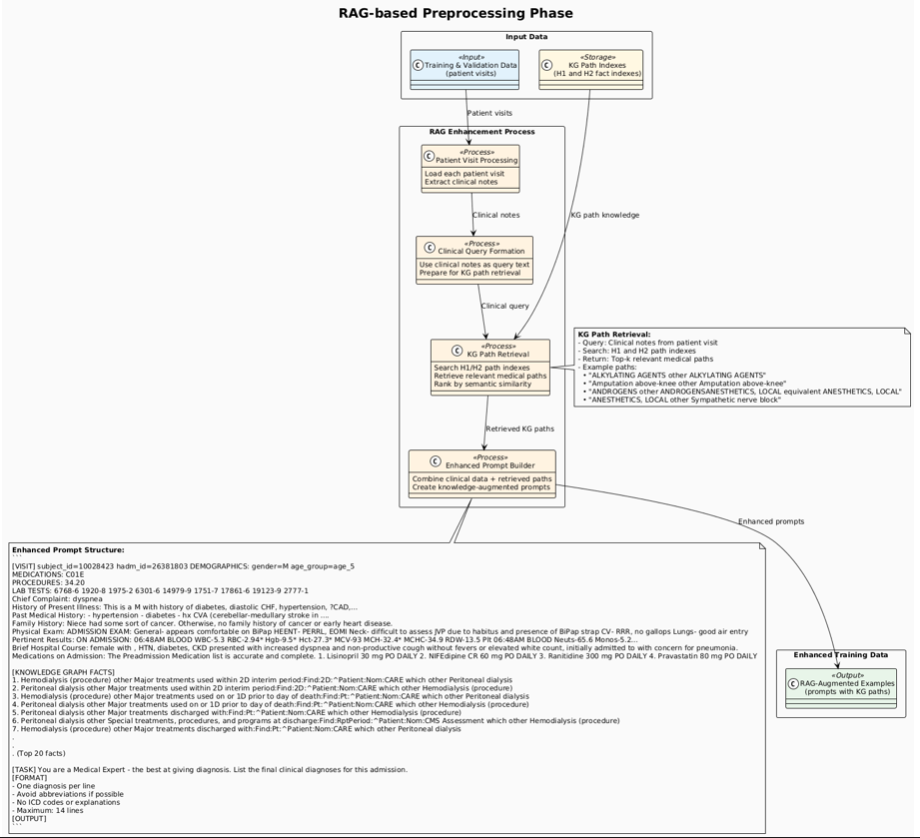 RAG-based Preprocessing Phase
Input Data
«Input»
C Training & Validation Data
(patient visits)
«Storage»
C KG Path Indexes
(H1 and H2 fact indexes)
Patient visits
RAG Enhancement Process
«Process»
C Patient Visit Processing
Load each patient visit
Extract clinical notes
Clinical notes
KG path knowledge
«Process»
C Clinical Query Formation
Use clinical notes as query text
Prepare for KG path retrieval
Clinical query
«Process»
C KG Path Retrieval
Search H1/H2 path indexes
Retrieve relevant medical paths
Rank by semantic similarity
KG Path Retrieval:
- Query: Clinical notes from patient visit
- Search: H1 and H2 path indexes
- Return: Top-k relevant medical paths
- Example paths:
• "ALKYLATING AGENTS other ALKYLATING AGENTS"
• "Amputation above-knee other Amputation above-knee"
• "ANDROGENS other ANDROGENSANESTHETICS, LOCAL equivalent ANESTHETICS, LOCAL"
• "ANESTHETICS, LOCAL other Sympathetic nerve block"
Retrieved KG paths
«Process»
C Enhanced Prompt Builder
Combine clinical data + retrieved paths
Create knowledge-augmented prompts
Enhanced prompts
Enhanced Prompt Structure:
```
[VISIT] subject_id=10028423 hadm_id=26381803 DEMOGRAPHICS: gender=M age_group=age_5
MEDICATIONS: C01E
PROCEDURES: 34.20
LAB TESTS: 6768-6 1920-8 1975-2 6301-6 14979-9 1751-7 17861-6 19123-9 2777-1
Chief Complaint: dyspnea
History of Present Illness: This is a M with history of diabetes, diastolic CHF, hypertension, ?CAD,...
Past Medical History: - hypertension - diabetes - hx CVA (cerebellar-medullary stroke in ....
Family History: Niece had some sort of cancer. Otherwise, no family history of cancer or early heart disease.
Physical Exam: ADMISSION EXAM: General- appears comfortable on BiPap HEENT- PERRL, EOMI Neck- difficult to assess JVP due to habitus and presence of BiPap strap CV- RRR, no gallops Lungs- good air entry
Pertinent Results: ON ADMISSION: 06:48AM BLOOD WBC-5.3 RBC-2.94* Hgb-9.5* Hct-27.3* MCV-93 MCH-32.4* MCHC-34.9 RDW-13.5 Plt 06:48AM BLOOD Neuts-65.6 Monos-5.2...
Brief Hospital Course: female with , HTN, diabetes, CKD presented with increased dyspnea and non-productive cough without fevers or elevated white count, initially admitted to with concern for pneumonia.
Medications on Admission: The Preadmission Medication list is accurate and complete. 1. Lisinopril 30 mg PO DAILY 2. NIFEdipine CR 60 mg PO DAILY 3. Ranitidine 300 mg PO DAILY 4. Pravastatin 80 mg PO DAILY
[KNOWLEDGE GRAPH FACTS]
1. Hemodialysis (procedure) other Major treatments used within 2D interim period:Find:2D:^Patient:Nom:CARE which other Peritoneal dialysis
2. Peritoneal dialysis other Major treatments used within 2D interim period:Find:2D:^Patient:Nom:CARE which other Hemodialysis (procedure)
3. Hemodialysis (procedure) other Major treatments used on or 1D prior to day of death:Find:Pt:^Patient:Nom:CARE which other Peritoneal dialysis
4. Peritoneal dialysis other Major treatments used on or 1D prior to day of death:Find:Pt:^Patient:Nom:CARE which other Hemodialysis (procedure)
5. Peritoneal dialysis other Major treatments discharged with:Find:Pt:^Patient:Nom:CARE which other Hemodialysis (procedure)
6. Peritoneal dialysis other Special treatments, procedures, and programs at discharge:Find:RptPeriod:^Patient:Nom:CMS Assessment which other Hemodialysis (procedure)
7. Hemodialysis (procedure) other Major treatments discharged with:Find:Pt:^Patient:Nom:CARE which other Peritoneal dialysis
.
.
. (Top 20 facts)
[TASK] You are a Medical Expert - the best at giving diagnosis. List the final clinical diagnoses for this admission.
[FORMAT]
- One diagnosis per line
- Avoid abbreviations if possible
- No ICD codes or explanations
- Maximum: 14 lines
[OUTPUT]
```
Enhanced Training Data
«Output»
C RAG-Augmented Examples
(prompts with KG paths)